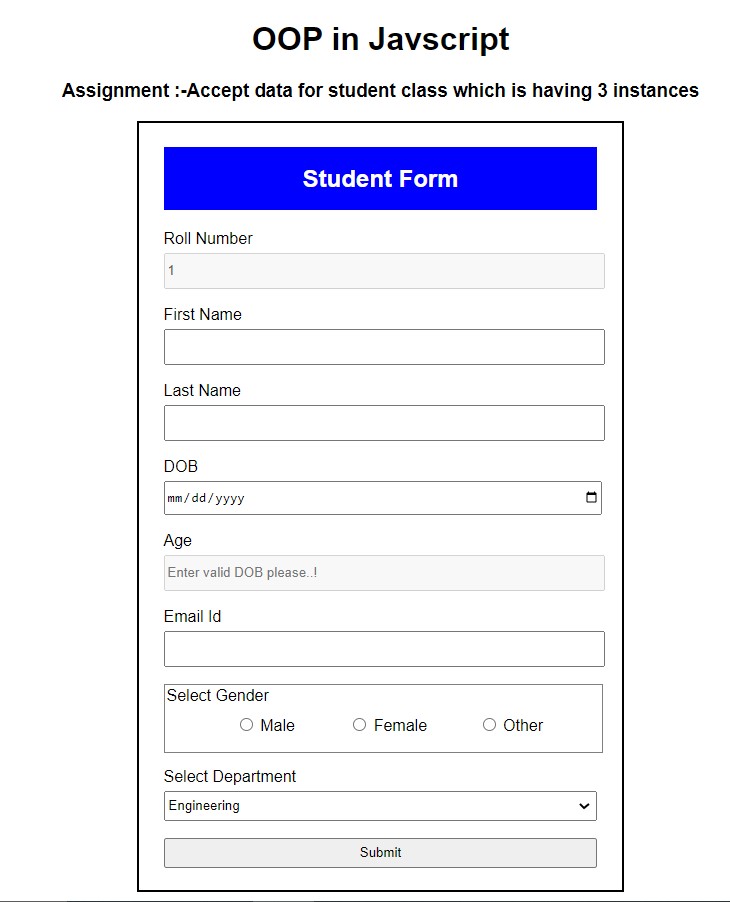 OOP in Javscript
Assignment :-Accept data for student class which is having 3 instances
Student Form
Roll Number
1
First Name
Last Name
DOB
mm/dd/yyyy
Age
Enter valid DOB please..!
Email Id
Select Gender
Male Female Other
Select Department
Engineering
Submit